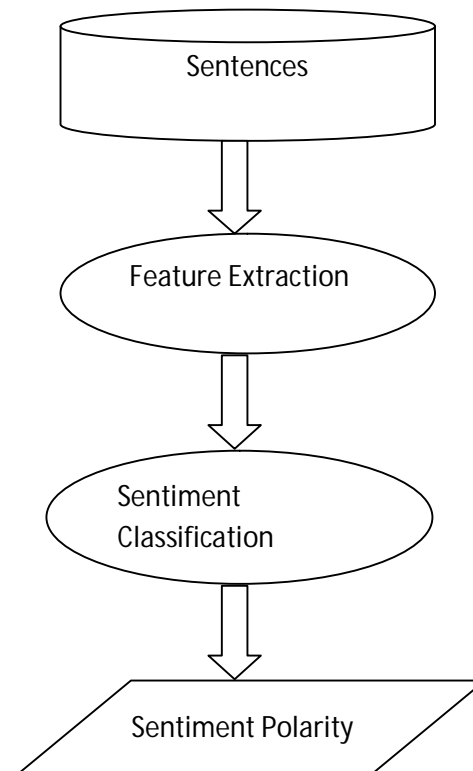 Sentences
Feature Extraction
Sentiment
Classification
Sentiment Polarity